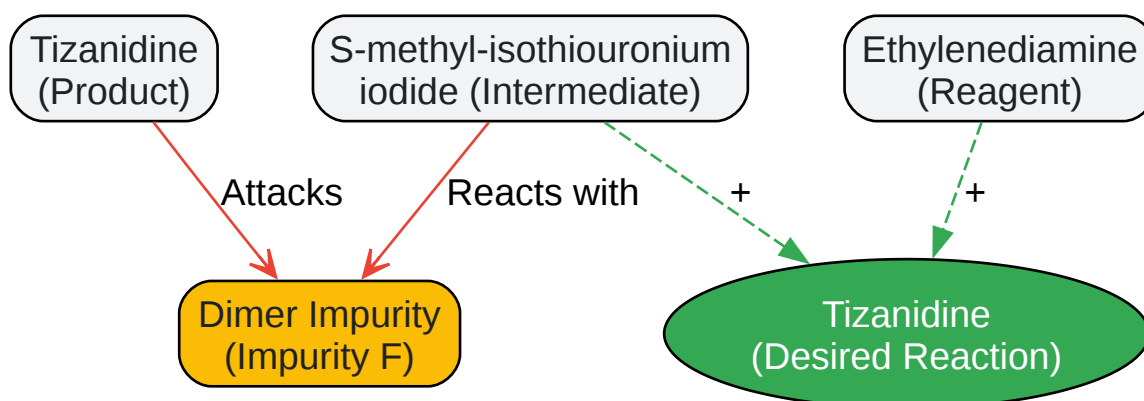 Tizanidine
(Product)
S-methyl-isothiouronium
iodide (Intermediate)
Ethylenediamine
(Reagent)
Attacks
Reacts with
+
+
Dimer Impurity
(Impurity F)
Tizanidine
(Desired Reaction)